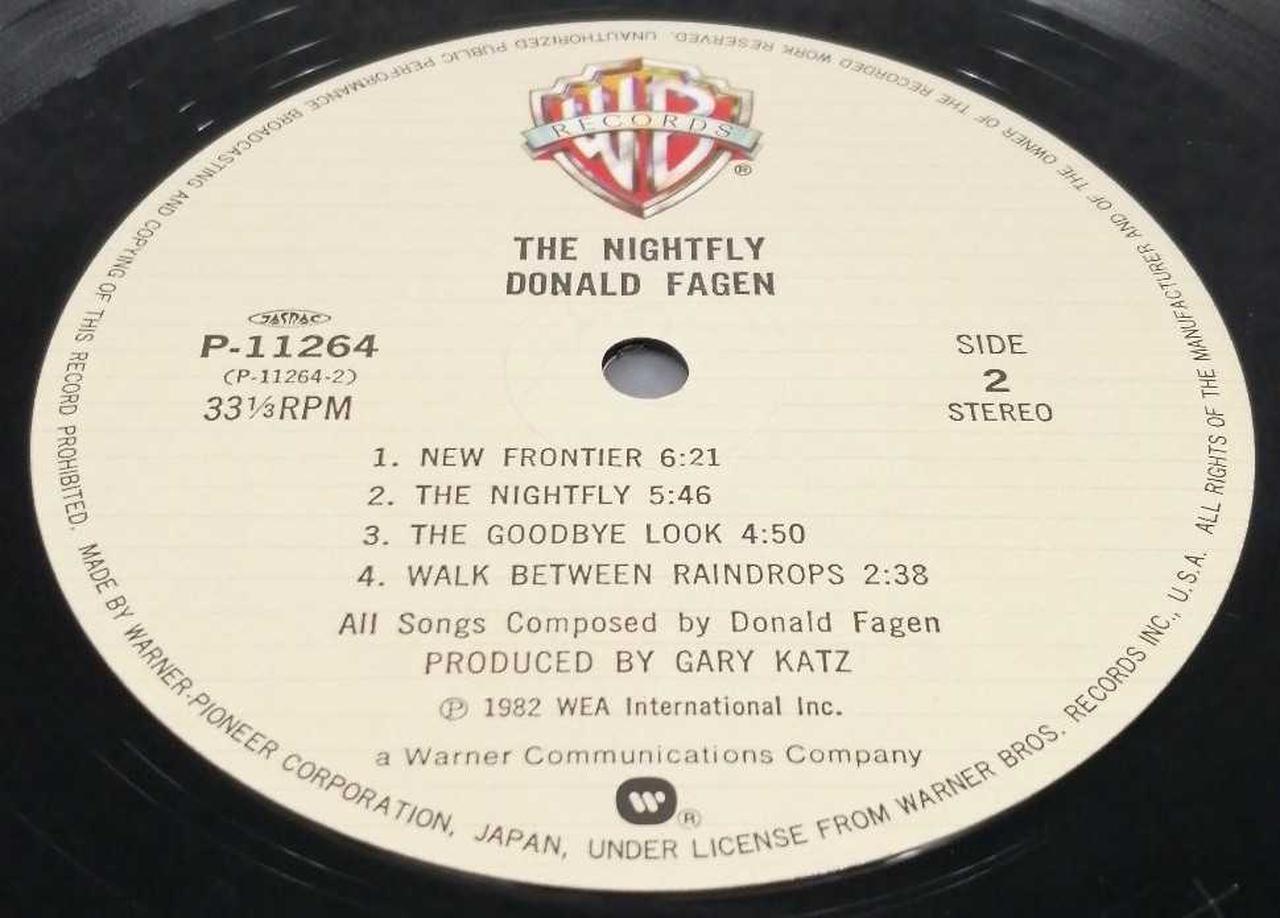 WB
RECORDS
®
THE NIGHTFLY
DONALD FAGEN
JASRAC
P-11264
(P-11264-2)
33⅓RPM
SIDE
2
STEREO
1. NEW FRONTIER 6:21
2. THE NIGHTFLY 5:46
3. THE GOODBYE LOOK 4:50
4. WALK BETWEEN RAINDROPS 2:38
All Songs Composed by Donald Fagen
PRODUCED BY GARY KATZ
℗ 1982 WEA International Inc.
a Warner Communications Company
®
MADE BY WARNER-PIONEER CORPORATION, JAPAN, UNDER LICENSE FROM WARNER BROS. RECORDS INC., U.S.A. ALL RIGHTS OF THE MANUFACTURER AND OF THE OWNER OF THE RECORDED WORK RESERVED. UNAUTHORIZED PUBLIC PERFORMANCE BROADCASTING AND COPYING OF THIS RECORD PROHIBITED.